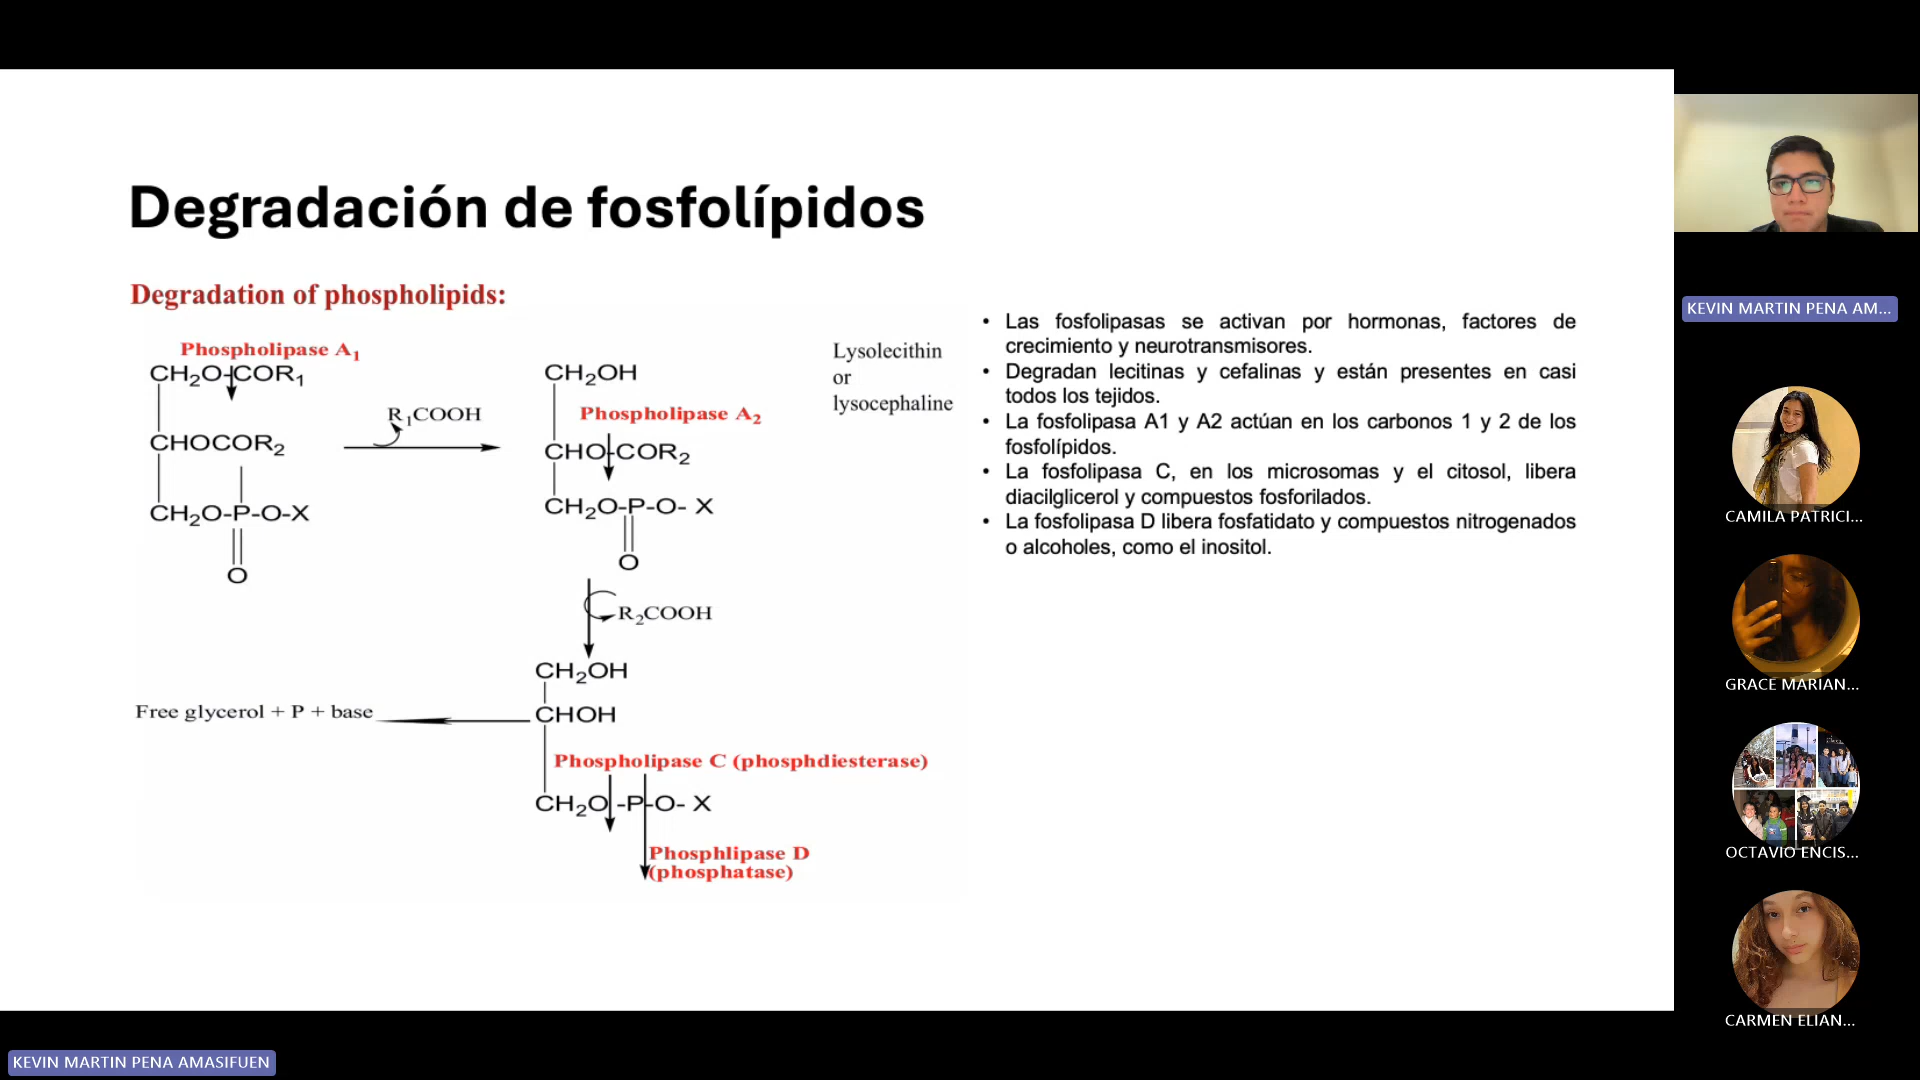 Degradación de fosfolípidos
Degradation of phospholipids:
Phospholipase A1
CH2O-COR1
CHOCOR2
CH2O-P-O-X
O
R1COOH
CH2OH
Phospholipase A2
CHO-COR2
CH2O-P-O- X
O
Lysolecithin
or
lysocephaline
R2COOH
CH2OH
CHOH
Free glycerol + P + base
Phospholipase C (phosphdiesterase)
CH2O -P-O- X
Phosphlipase D
(phosphatase)
• Las fosfolipasas se activan por hormonas, factores de
crecimiento y neurotransmisores.
• Degradan lecitinas y cefalinas y están presentes en casi
todos los tejidos.
• La fosfolipasa A1 y A2 actúan en los carbonos 1 y 2 de los
fosfolípidos.
• La fosfolipasa C, en los microsomas y el citosol, libera
diacilglicerol y compuestos fosforilados.
• La fosfolipasa D libera fosfatidato y compuestos nitrogenados
o alcoholes, como el inositol.
KEVIN MARTIN PENA AM...
CAMILA PATRICI...
GRACE MARIAN...
OCTAVIO ENCIS...
CARMEN ELIAN...
KEVIN MARTIN PENA AMASIFUEN